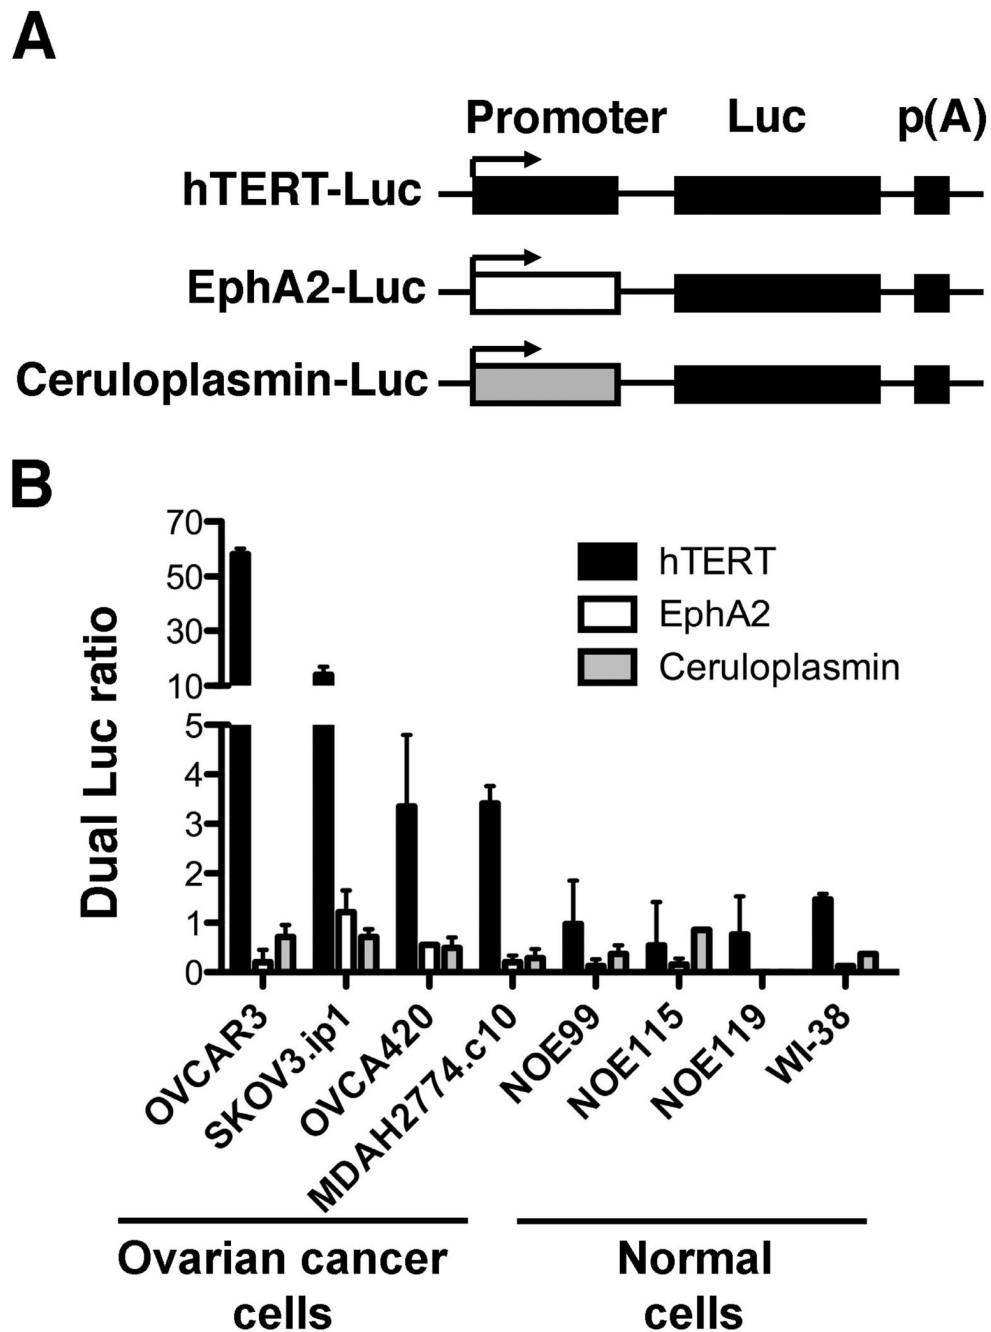 A
Promoter Luc p(A)
hTERT-Luc
EphA2-Luc
Ceruloplasmin-Luc
B
Dual Luc ratio
70
50
30
10
5
4
3
2
1
0
hTERT
EphA2
Ceruloplasmin
OVCAR3
SKOV3.ip1
OVCA420
MDAH2774.c10
NOE99
NOE115
NOE119
WI-38
Ovarian cancer
cells
Normal
cells